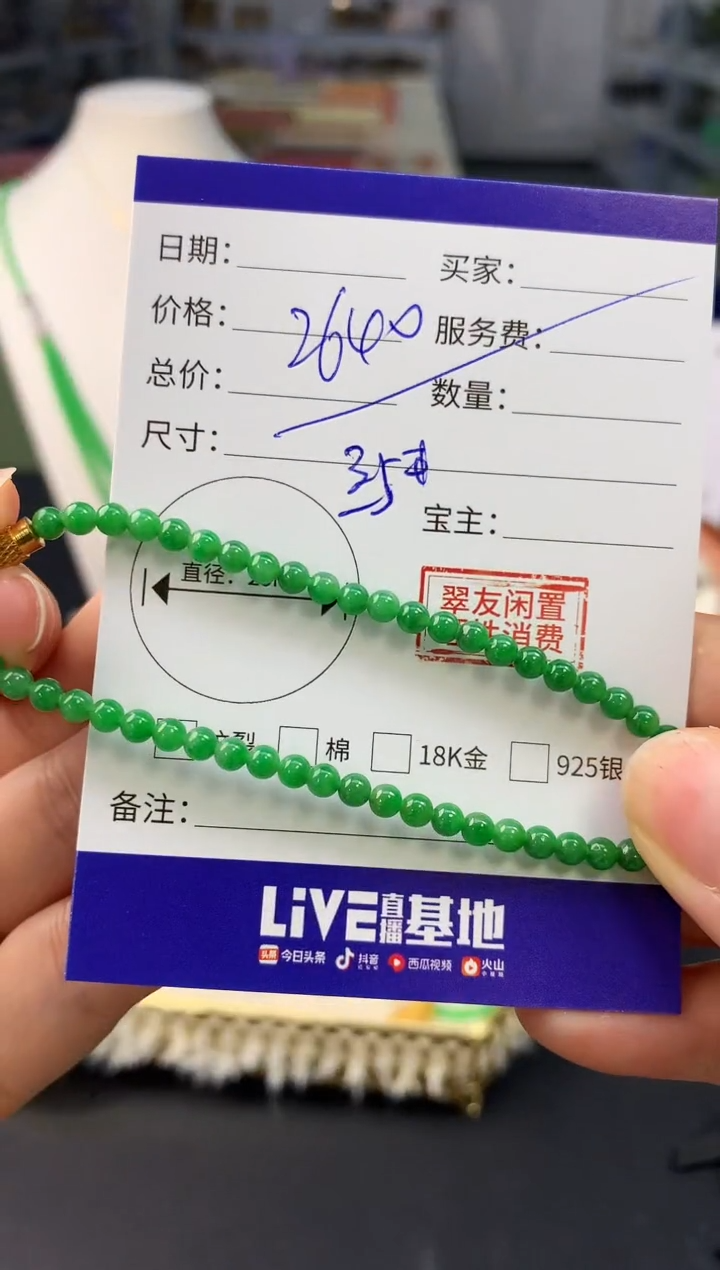 日期： 买家：
价格： 2640 服务费：
总价： 数量：
尺寸： 35
宝主：
直径：
翠友闲置
消费
棉 18K金 925银
备注：
LiVE直播基地
头条 今日头条 抖音 西瓜视频 火山